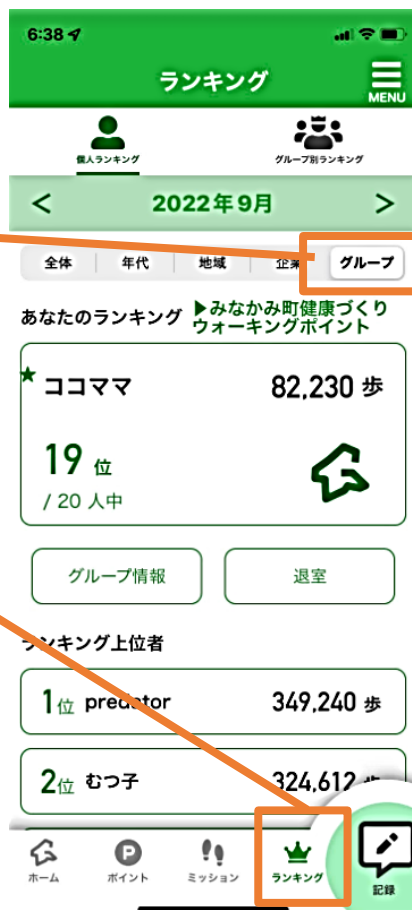 6:38
ランキング
MENU
個人ランキング
グループ別ランキング
< 2022年9月 >
全体 年代 地域 企業 グループ
あなたのランキング ▶みなかみ町健康づくり
ウォーキングポイント
★ ココママ 82,230 歩
19 位
/ 20 人中
グループ情報 退室
ランキング上位者
1位 predator 349,240 歩
2位 むつ子 324,612 歩
ホーム ポイント ミッション ランキング 記録